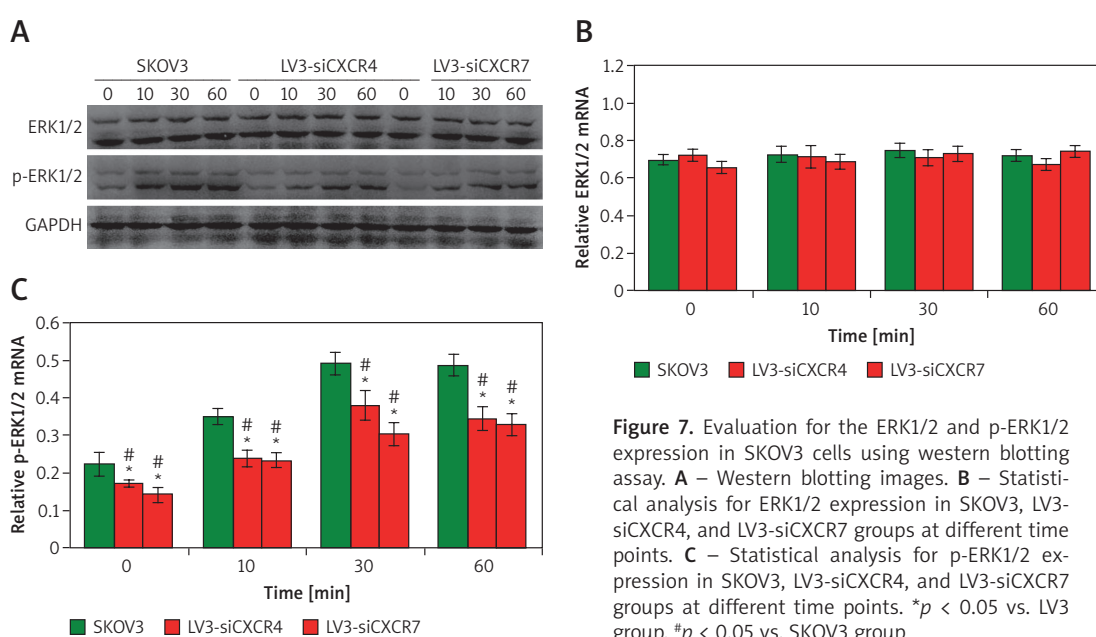 A
SKOV3 LV3-siCXCR4 LV3-siCXCR7
0 10 30 60 0 10 30 60 0 10 30 60
ERK1/2
p-ERK1/2
GAPDH
B
Relative ERK1/2 mRNA
1.2
1.0
0.8
0.6
0.4
0.2
0
0 10 30 60
Time [min]
SKOV3 LV3-siCXCR4 LV3-siCXCR7
C
Relative p-ERK1/2 mRNA
0.6
0.5
0.4
0.3
0.2
0.1
0
# # # # # # # #
* * * * * * * *
0 10 30 60
Time [min]
SKOV3 LV3-siCXCR4 LV3-siCXCR7
Figure 7. Evaluation for the ERK1/2 and p-ERK1/2
expression in SKOV3 cells using western blotting
assay. A – Western blotting images. B – Statisti-
cal analysis for ERK1/2 expression in SKOV3, LV3-
siCXCR4, and LV3-siCXCR7 groups at different time
points. C – Statistical analysis for p-ERK1/2 ex-
pression in SKOV3, LV3-siCXCR4, and LV3-siCXCR7
groups at different time points. *p < 0.05 vs. LV3
group, #p < 0.05 vs. SKOV3 group